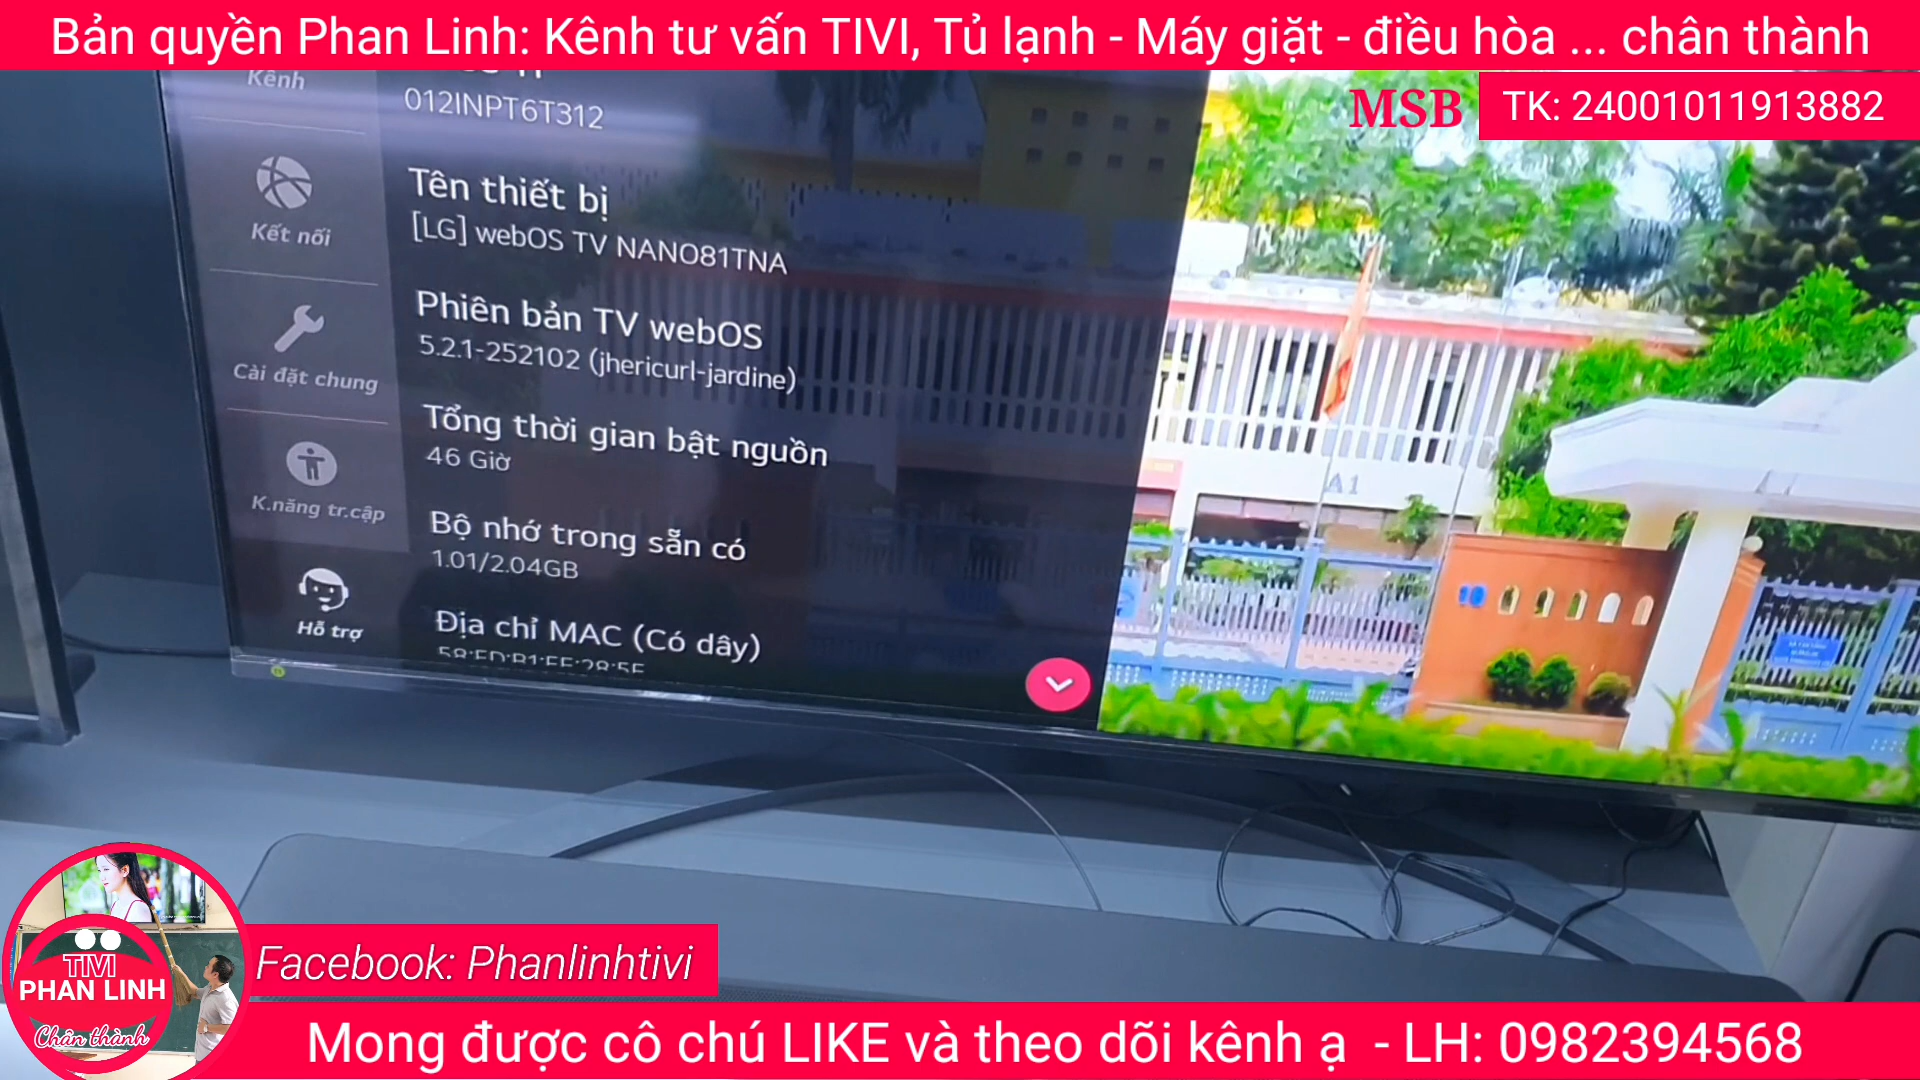 Bản quyền Phan Linh: Kênh tư vấn TIVI, Tủ lạnh - Máy giặt - điều hòa ... chân thành
MSB
TK: 24001011913882
Kênh
012INPT6T312
Kết nối
Tên thiết bị
[LG] webOS TV NANO81TNA
Phiên bản TV webOS
5.2.1-252102 (jhericurl-jardine)
Cài đặt chung
Tổng thời gian bật nguồn
46 Giờ
K.năng tr.cập
Bộ nhớ trong sẵn có
1.01/2.04GB
Hỗ trợ
Địa chỉ MAC (Có dây)
A1
10
TIVI
PHAN LINH
Chân thành
Facebook: Phanlinhtivi
Mong được cô chú LIKE và theo dõi kênh ạ - LH: 0982394568